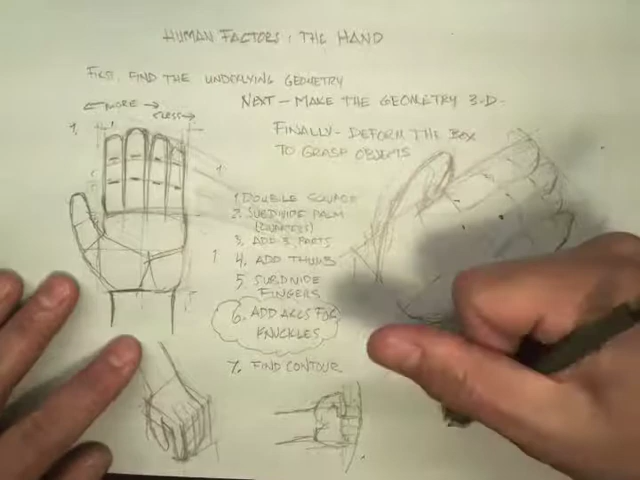 HUMAN FACTORS: THE HAND
FIRST, FIND THE UNDERLYING GEOMETRY
NEXT - MAKE THE GEOMETRY 3-D -
← MORE →
LESS →
FINALLY - DEFORM THE BOX
TO GRASP OBJECTS
1. DOUBLE SQUARE
2. SUBDIVIDE PALM
3. ADD 3 PARTS
4. ADD THUMB
5. SUBDIVIDE
FINGERS
6. ADD ARCS FOR
KNUCKLES
7. FIND CONTOUR